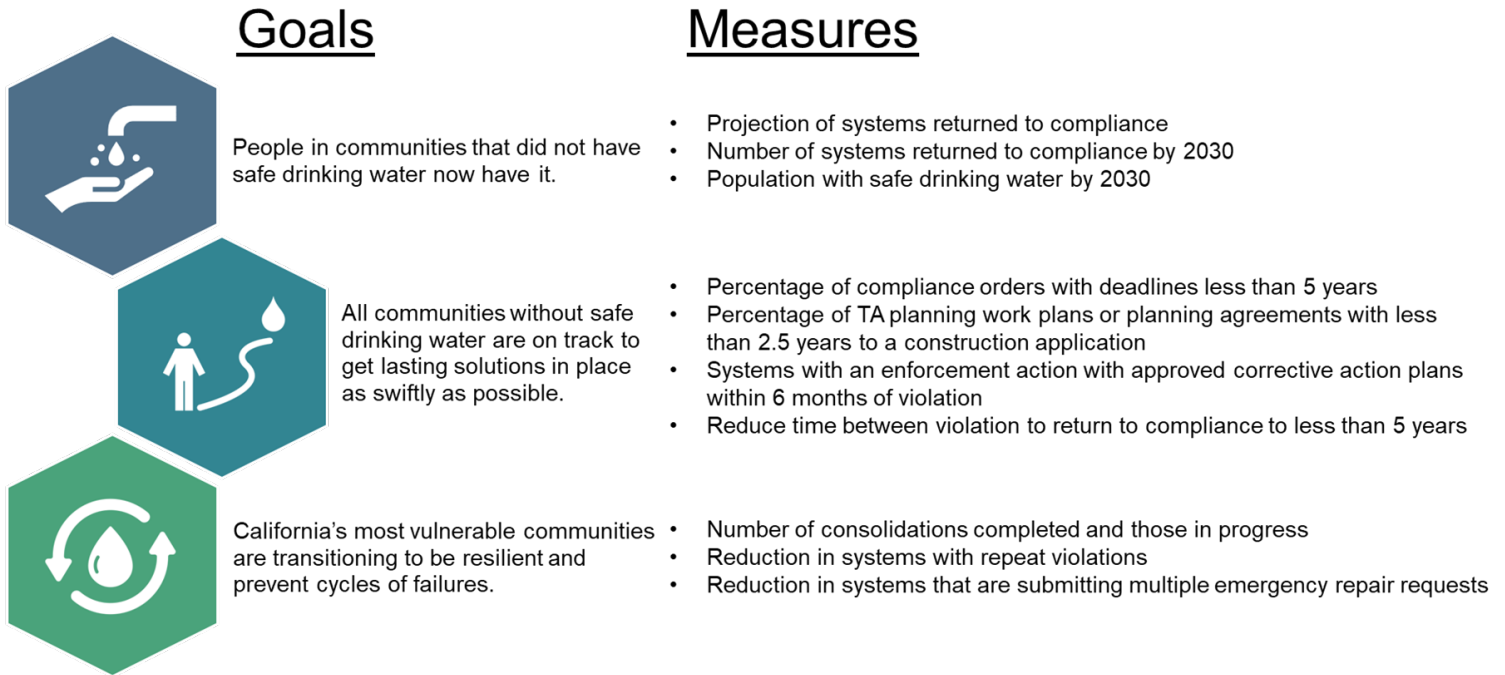 Goals
Measures
People in communities that did not have
safe drinking water now have it.
• Projection of systems returned to compliance
• Number of systems returned to compliance by 2030
• Population with safe drinking water by 2030
All communities without safe
drinking water are on track to
get lasting solutions in place
as swiftly as possible.
• Percentage of compliance orders with deadlines less than 5 years
• Percentage of TA planning work plans or planning agreements with less
than 2.5 years to a construction application
• Systems with an enforcement action with approved corrective action plans
within 6 months of violation
• Reduce time between violation to return to compliance to less than 5 years
California’s most vulnerable communities
are transitioning to be resilient and
prevent cycles of failures.
• Number of consolidations completed and those in progress
• Reduction in systems with repeat violations
• Reduction in systems that are submitting multiple emergency repair requests